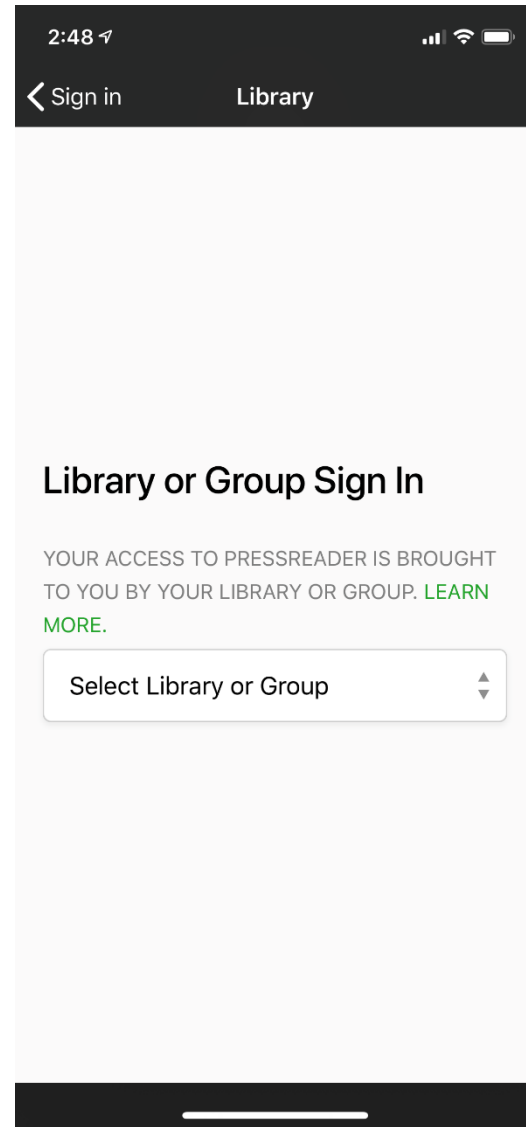 2:48
Sign in
Library
Library or Group Sign In
YOUR ACCESS TO PRESSREADER IS BROUGHT
TO YOU BY YOUR LIBRARY OR GROUP. LEARN
MORE.
Select Library or Group